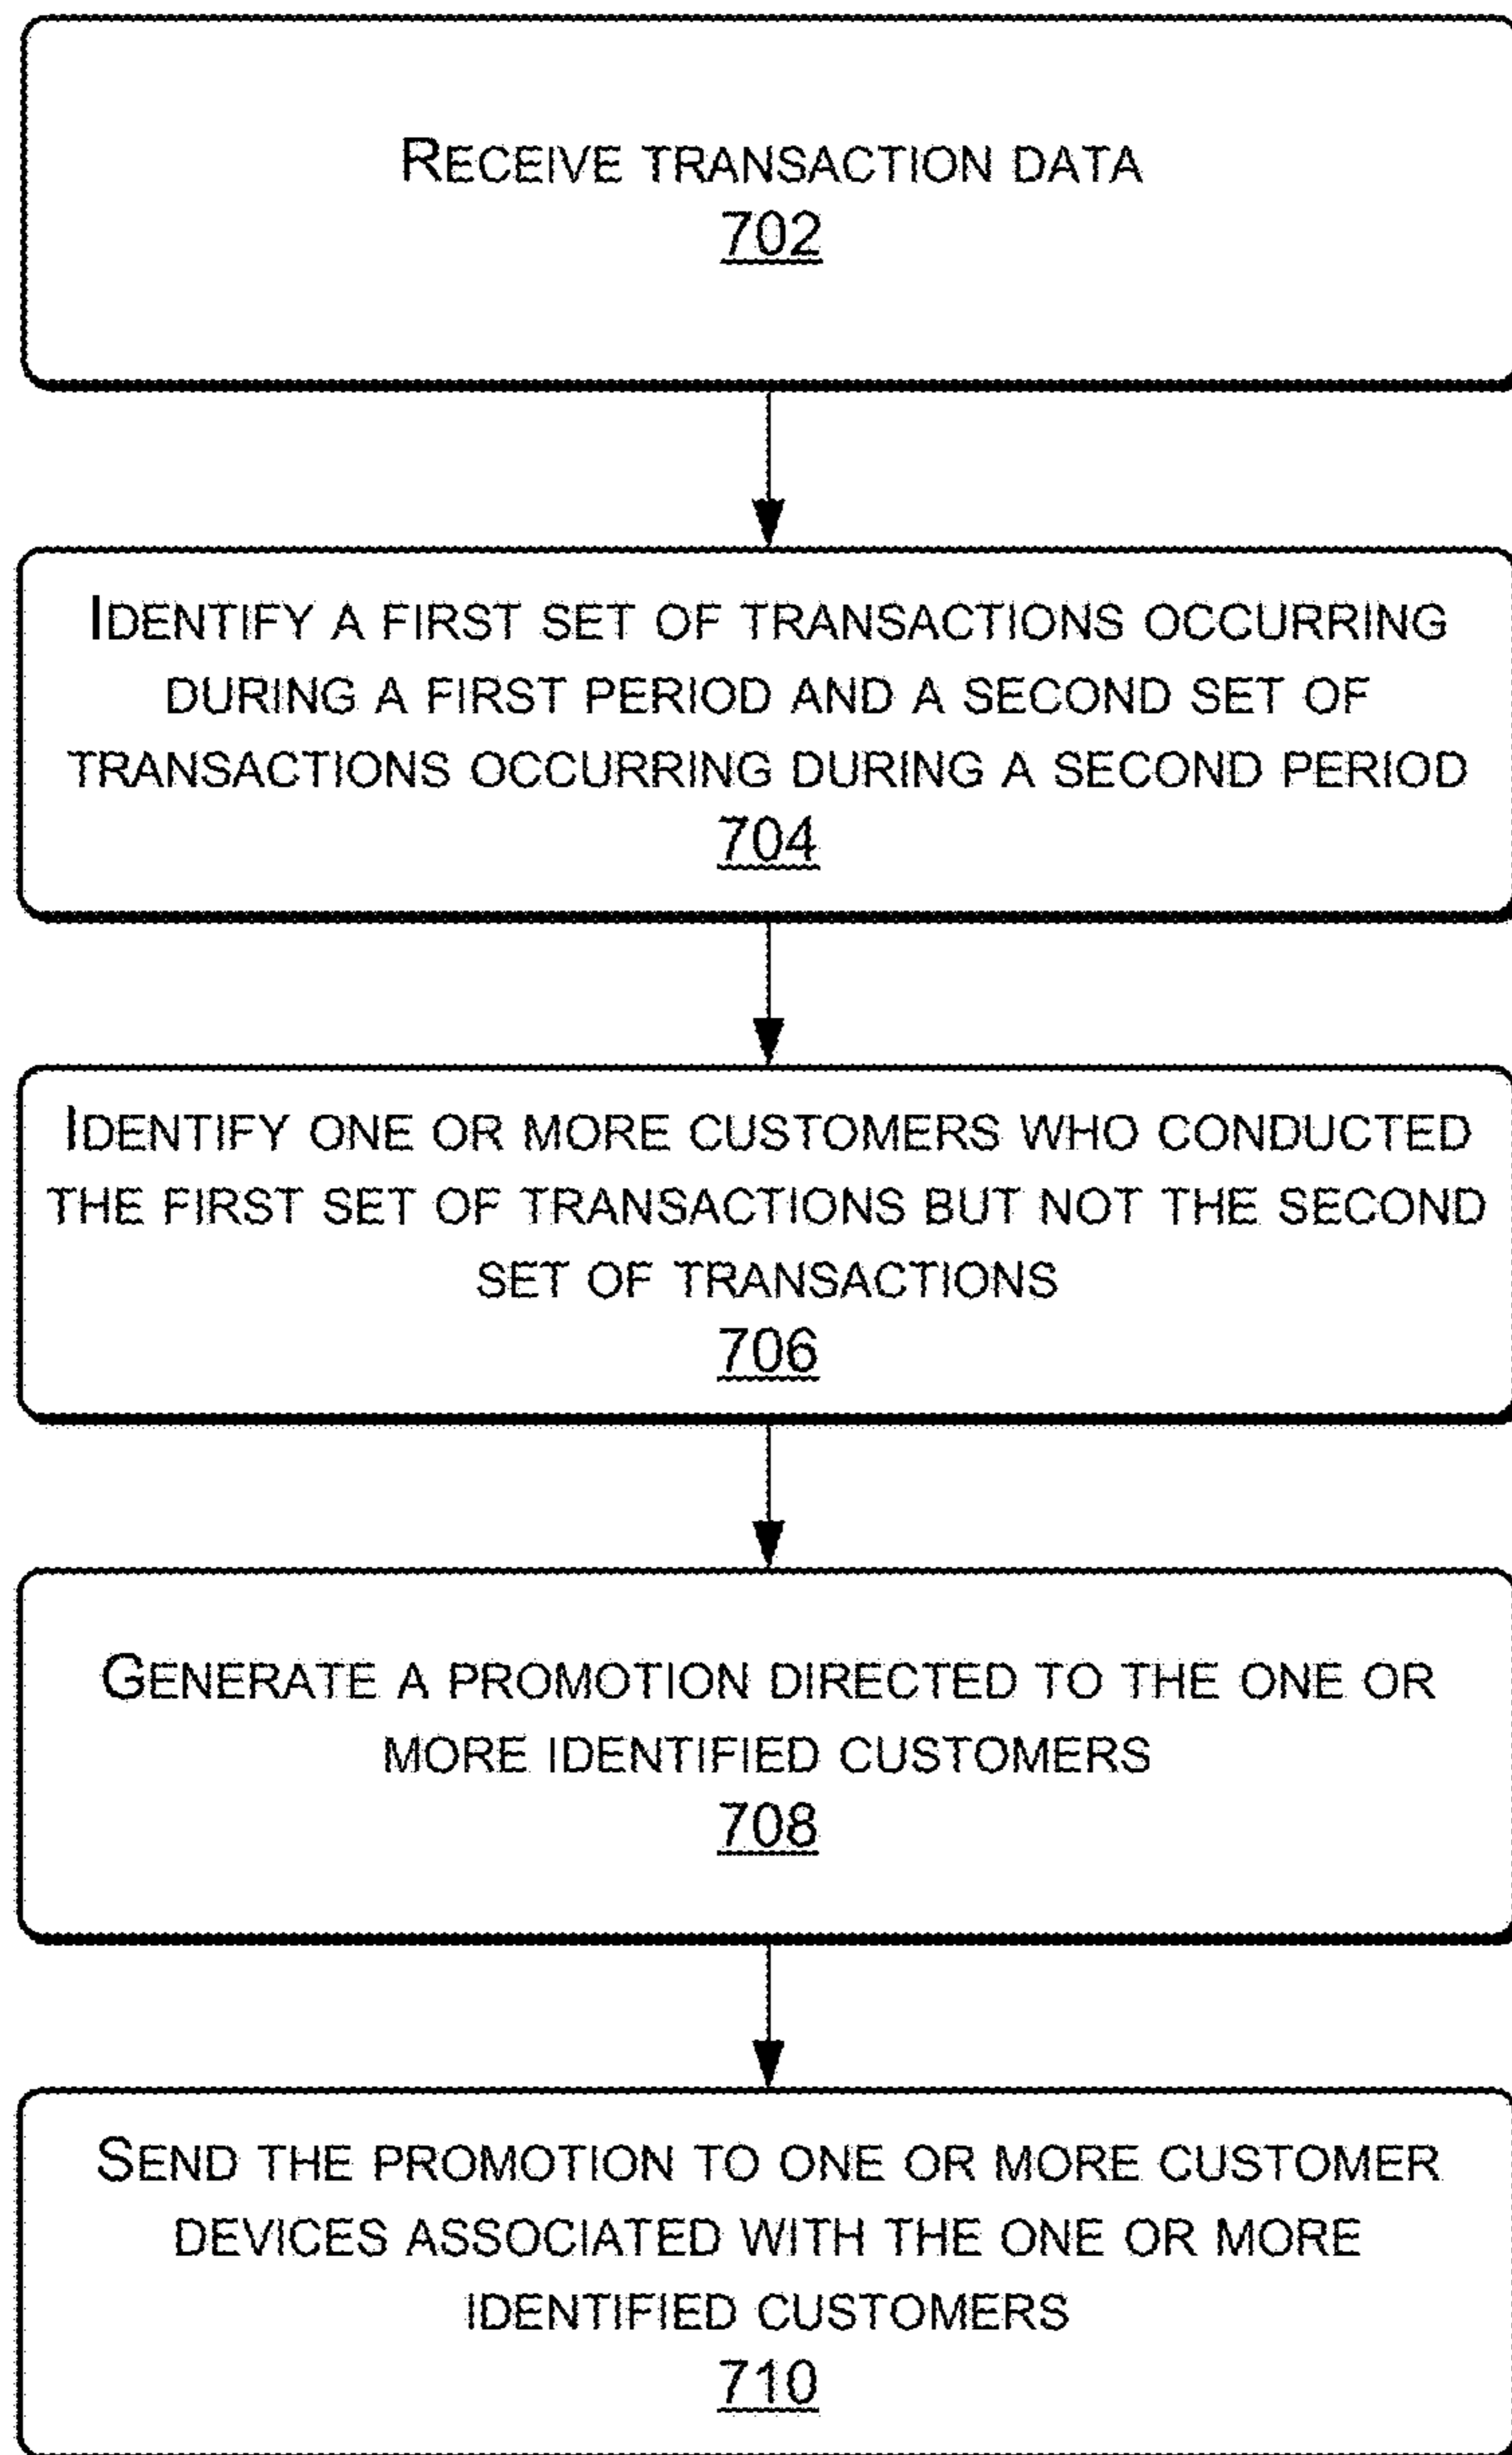 RECEIVE TRANSACTION DATA
702
IDENTIFY A FIRST SET OF TRANSACTIONS OCCURRING
DURING A FIRST PERIOD AND A SECOND SET OF
TRANSACTIONS OCCURRING DURING A SECOND PERIOD
704
IDENTIFY ONE OR MORE CUSTOMERS WHO CONDUCTED
THE FIRST SET OF TRANSACTIONS BUT NOT THE SECOND
SET OF TRANSACTIONS
706
GENERATE A PROMOTION DIRECTED TO THE ONE OR
MORE IDENTIFIED CUSTOMERS
708
SEND THE PROMOTION TO ONE OR MORE CUSTOMER
DEVICES ASSOCIATED WITH THE ONE OR MORE
IDENTIFIED CUSTOMERS
710